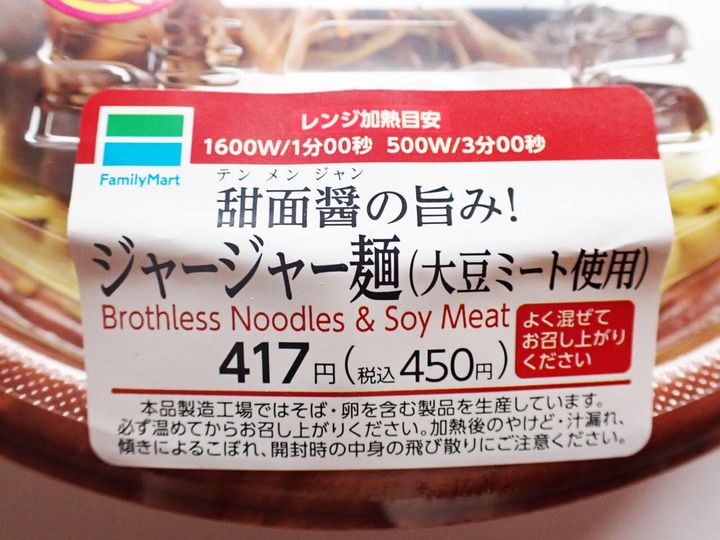 レンジ加熱目安
1600W/1分00秒 500W/3分00秒
FamilyMart
テン メン ジャン
甜面醤の旨み!
ジャージャー麺(大豆ミート使用)
Brothless Noodles & Soy Meat
417円(税込450円)
よく混ぜて
お召し上がり
ください
本品製造工場ではそば・卵を含む製品を生産しています。
必ず温めてからお召し上がりください。加熱後のやけど・汁漏れ、
傾きによるこぼれ、開封時の中身の飛び散りにご注意ください。